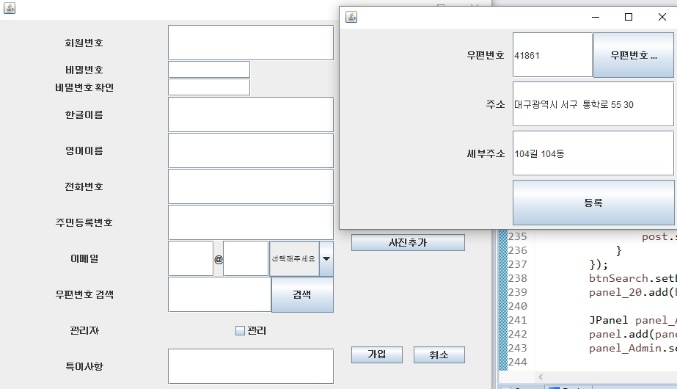 회원번호
비밀번호
비밀번호 확인
한글이름
영어이름
전화번호
주민등록번호
이메일
@
선택해주세요
우편번호 검색
검색
관리자
관리
특이사항
사진추가
가입
취소
우편번호
41861
우편번호 ...
주소
대구광역시 서구 통학로 55 30
세부주소
104길 104동
등록
235 post.s
236 }
237 });
238 btnSearch.setB
239 panel_20.add(
240
241 JPanel panel_A
242 panel.add(pane
243 panel_Admin.se
244